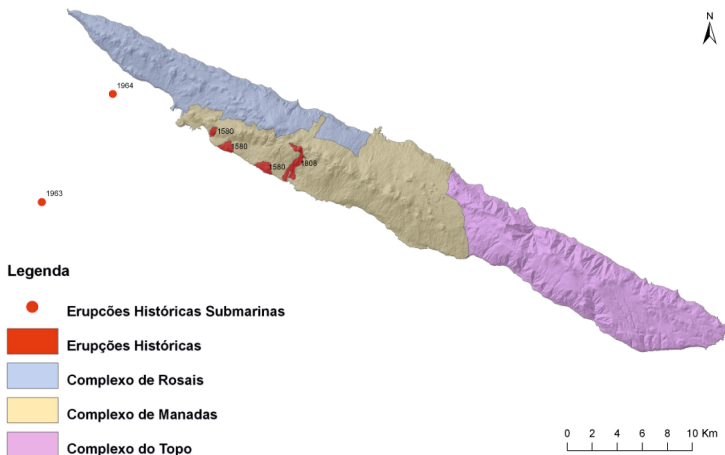 N
1964
1580
1580
1580
1808
1963
Legenda
Erupcões Históricas Submarinas
Erupções Históricas
Complexo de Rosais
Complexo de Manadas
Complexo do Topo
0 2 4 6 8 10 Km